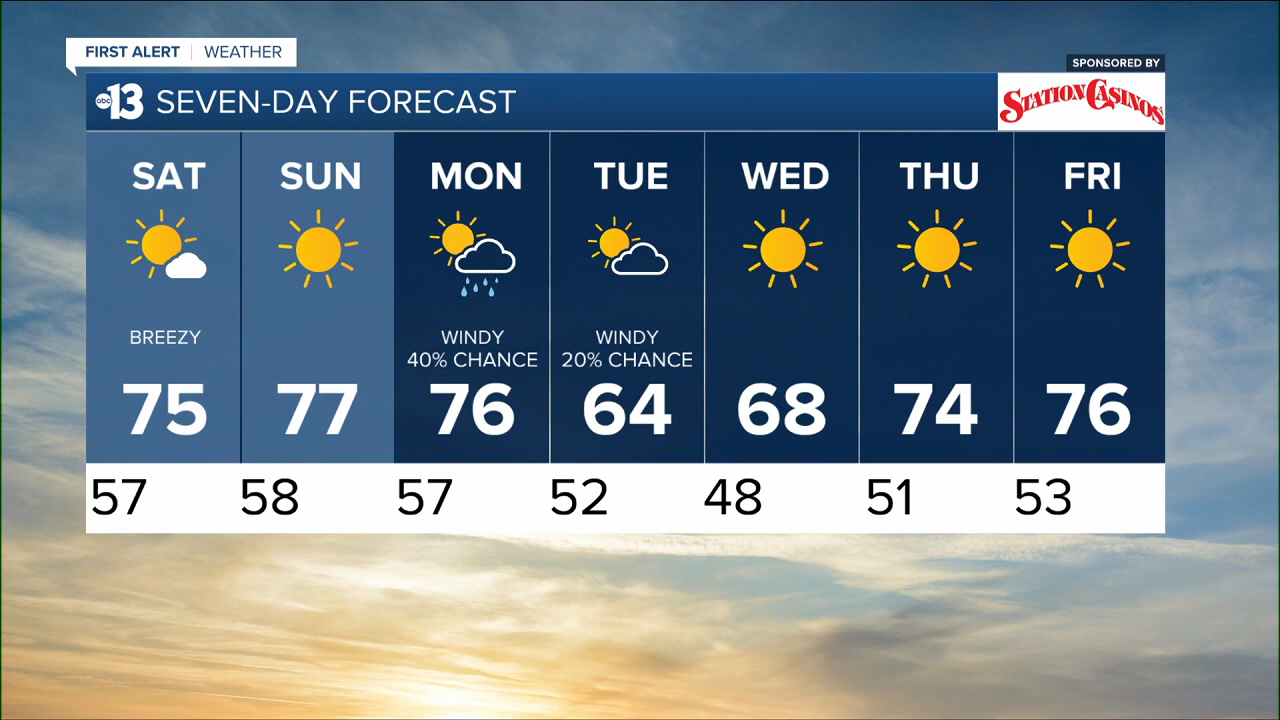 FIRST ALERT | WEATHER
SPONSORED BY
abc 13 SEVEN-DAY FORECAST
STATION CASINOS
SAT SUN MON TUE WED THU FRI
BREEZY WINDY WINDY
40% CHANCE 20% CHANCE
75 77 76 64 68 74 76
57 58 57 52 48 51 53